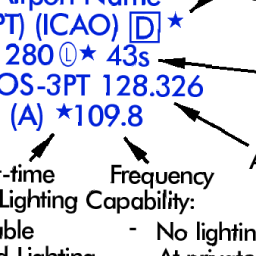 Airport Name
PT) (ICAO) D ★
280 Ⓛ★ 43s
OS-3PT 128.326
(A) ★109.8
-time Frequency
Lighting Capability:
ble - No lightin
d Lighting At private